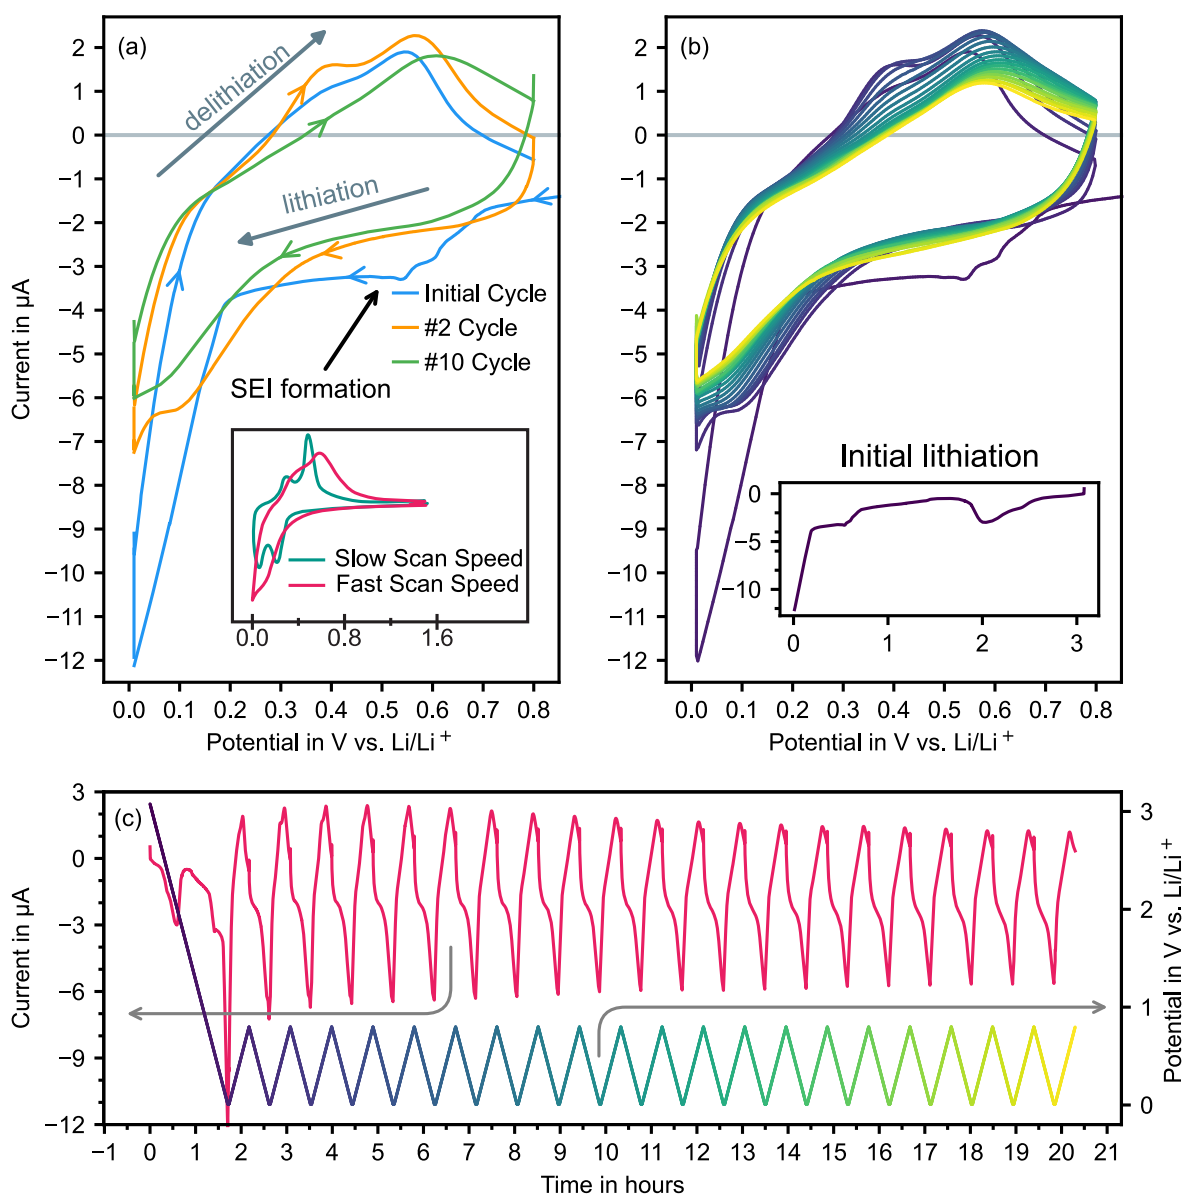 (a)
delithiation
lithiation
SEI formation
Initial Cycle
#2 Cycle
#10 Cycle
Slow Scan Speed
Fast Scan Speed
0.0 0.8 1.6
2
1
0
−1
−2
−3
−4
−5
−6
−7
−8
−9
−10
−11
−12
Current in µA
0.0 0.1 0.2 0.3 0.4 0.5 0.6 0.7 0.8
Potential in V vs. Li/Li+
(b)
2
1
0
−1
−2
−3
−4
−5
−6
−7
−8
−9
−10
−11
−12
Initial lithiation
0
−5
−10
0 1 2 3
0.0 0.1 0.2 0.3 0.4 0.5 0.6 0.7 0.8
Potential in V vs. Li/Li+
(c)
3
0
−3
−6
−9
−12
Current in µA
3
2
1
0
Potential in V vs. Li/Li+
−1 0 1 2 3 4 5 6 7 8 9 10 11 12 13 14 15 16 17 18 19 20 21
Time in hours